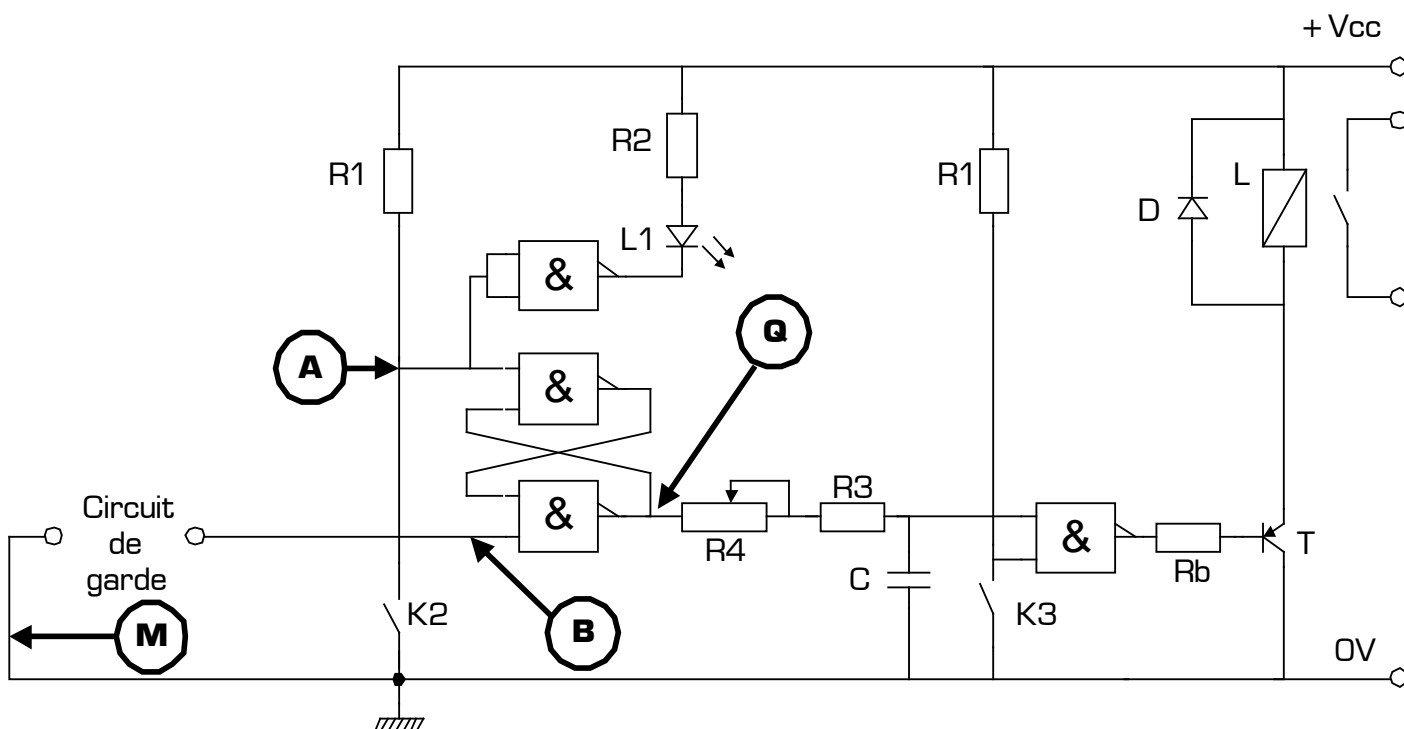 + Vcc
R1
R2
R1
D
L
L1
&
A
&
Q
Circuit
de
garde
&
R4
R3
C
&
Rb
T
M
K2
B
K3
0V